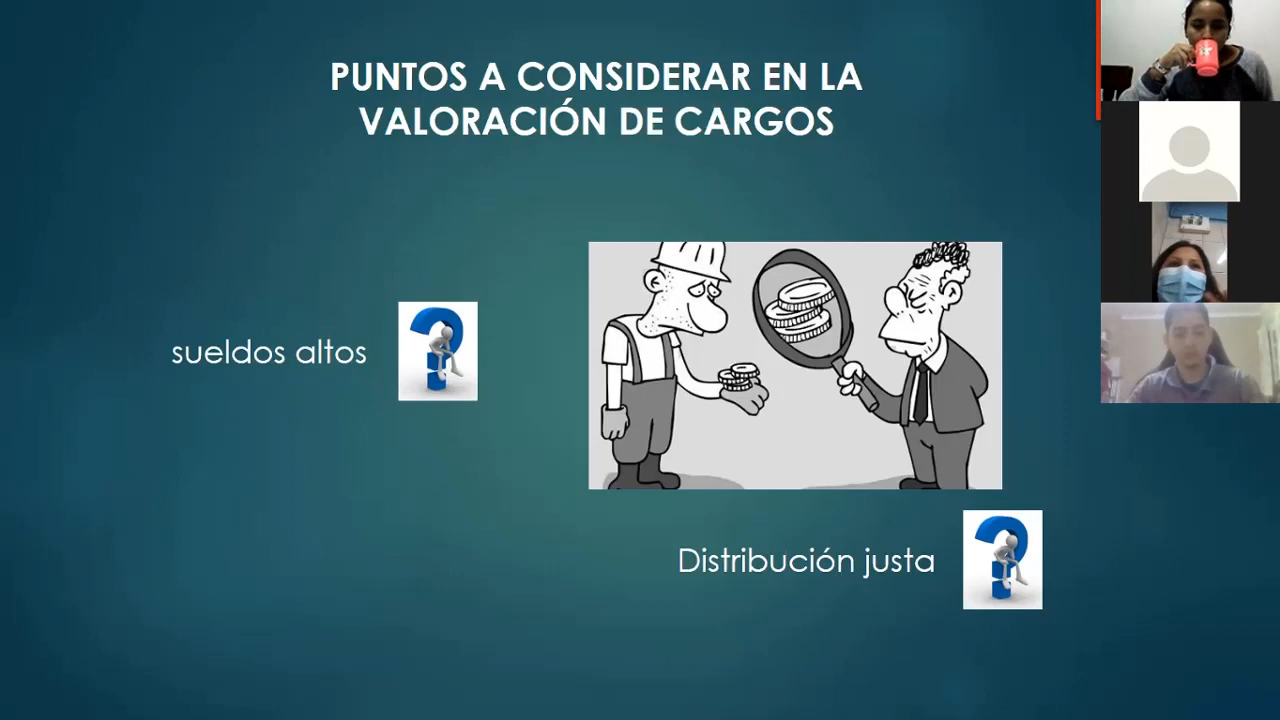 PUNTOS A CONSIDERAR EN LA
VALORACIÓN DE CARGOS
sueldos altos
Distribución justa